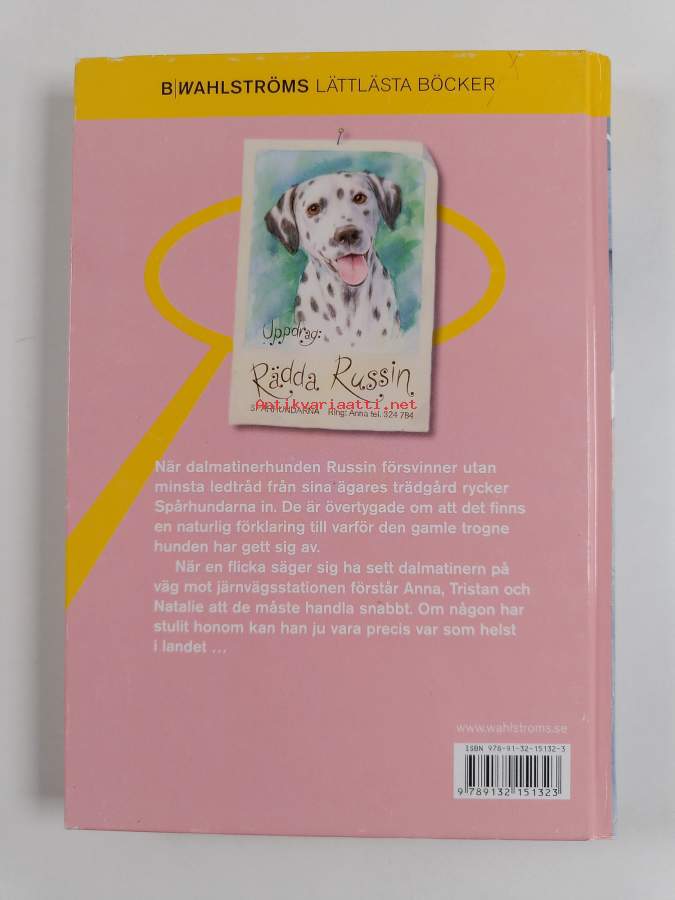 B|WAHLSTRÖMS LÄTTLÄSTA BÖCKER
Uppdrag:
Rädda Russin
Antikvariaatti.net
SPÅRHUNDARNA Ring: Anna tel. 324 784
När dalmatinerhunden Russin försvinner utan
minsta ledtråd från sina ägares trädgård rycker
Spårhundarna in. De är övertygade om att det finns
en naturlig förklaring till varför den gamle trogne
hunden har gett sig av.
När en flicka säger sig ha sett dalmatinern på
väg mot järnvägsstationen förstår Anna, Tristan och
Natalie att de måste handla snabbt. Om någon har
stulit honom kan han ju vara precis var som helst
i landet ...
www.wahlstroms.se
ISBN 978-91-32-15132-3
9 789132 151323